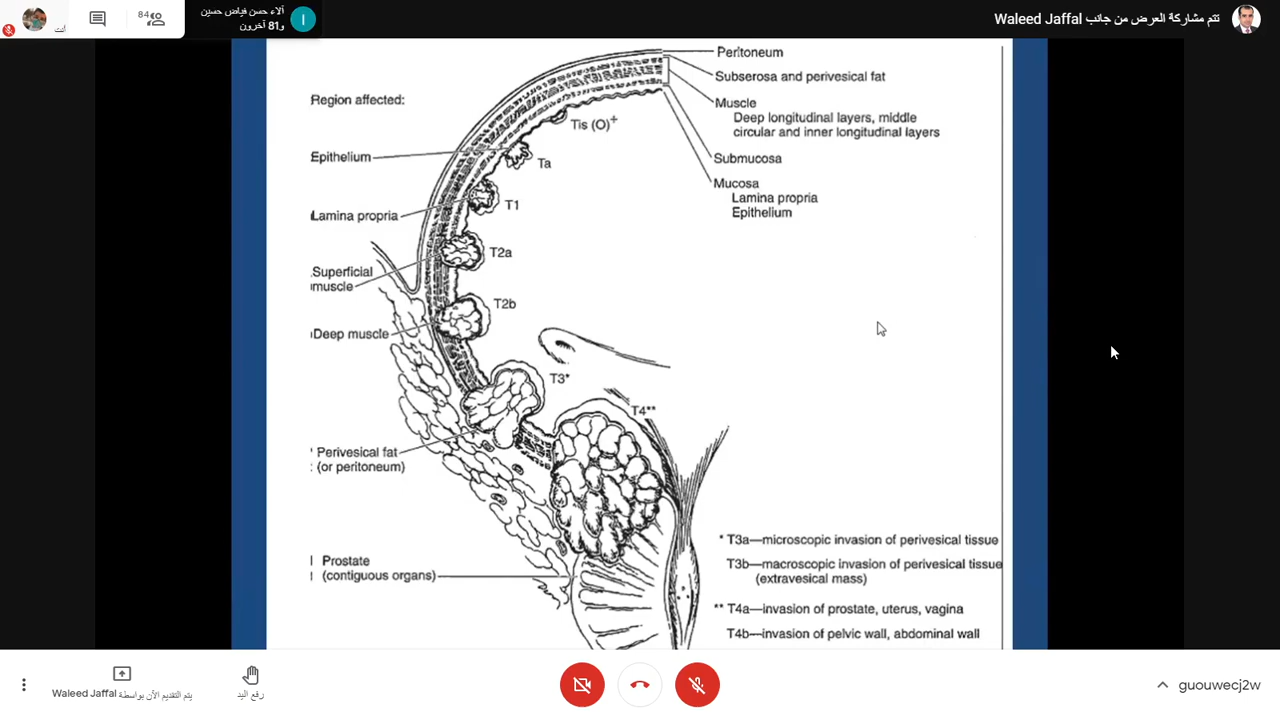 أنت
84
آلاء حسن فياض حسين
و81 آخرون
ا
تتم مشاركة العرض من جانب Waleed Jaffal
Region affected:
Epithelium
Lamina propria
Superficial
muscle
Deep muscle
Perivesical fat
(or peritoneum)
Prostate
(contiguous organs)
Tis (O)+
Ta
T1
T2a
T2b
T3*
T4**
Peritoneum
Subserosa and perivesical fat
Muscle
Deep longitudinal layers, middle
circular and inner longitudinal layers
Submucosa
Mucosa
Lamina propria
Epithelium
* T3a—microscopic invasion of perivesical tissue
T3b—macroscopic invasion of perivesical tissue
(extravesical mass)
** T4a—invasion of prostate, uterus, vagina
T4b—invasion of pelvic wall, abdominal wall
يتم التقديم الآن بواسطة Waleed Jaffal
رفع اليد
guouwecj2w